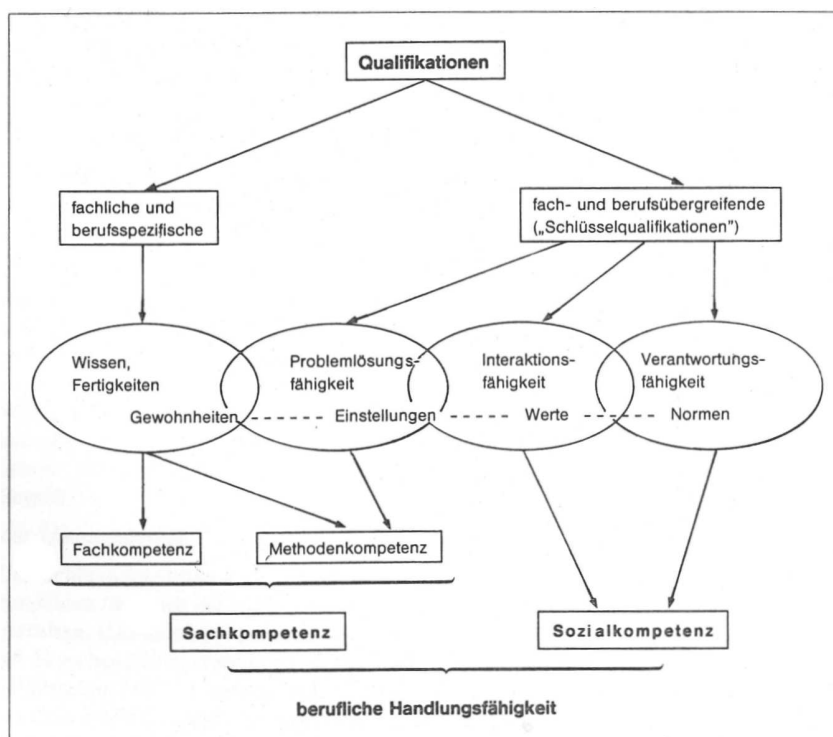 Qualifikationen
fachliche und
berufsspezifische
fach- und berufsübergreifende
(„Schlüsselqualifikationen”)
Wissen,
Fertigkeiten
Problemlösungs-
fähigkeit
Interaktions-
fähigkeit
Verantwortungs-
fähigkeit
Gewohnheiten ----- Einstellungen ----- Werte ----- Normen
Fachkompetenz
Methodenkompetenz
Sachkompetenz
Sozialkompetenz
berufliche Handlungsfähigkeit